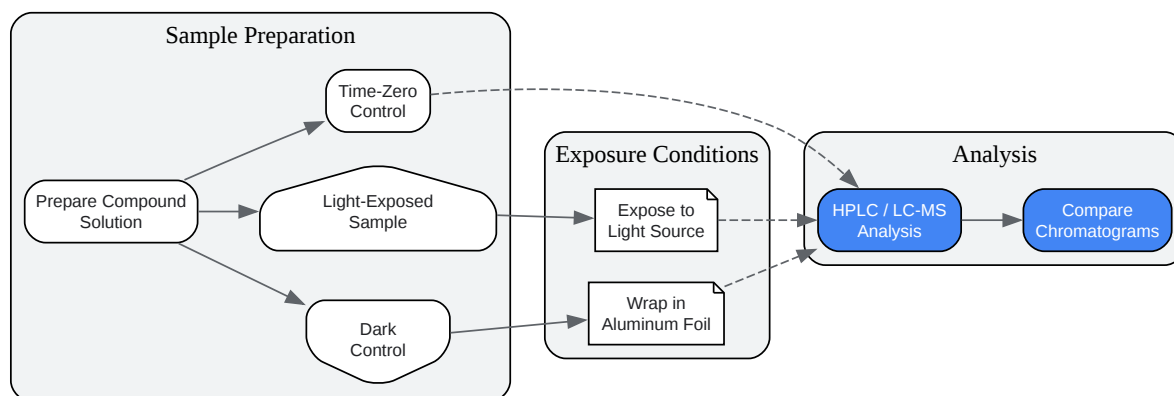 Sample Preparation
Time-Zero
Control
Prepare Compound
Solution
Light-Exposed
Sample
Dark
Control
Exposure Conditions
Expose to
Light Source
Wrap in
Aluminum Foil
Analysis
HPLC / LC-MS
Analysis
Compare
Chromatograms